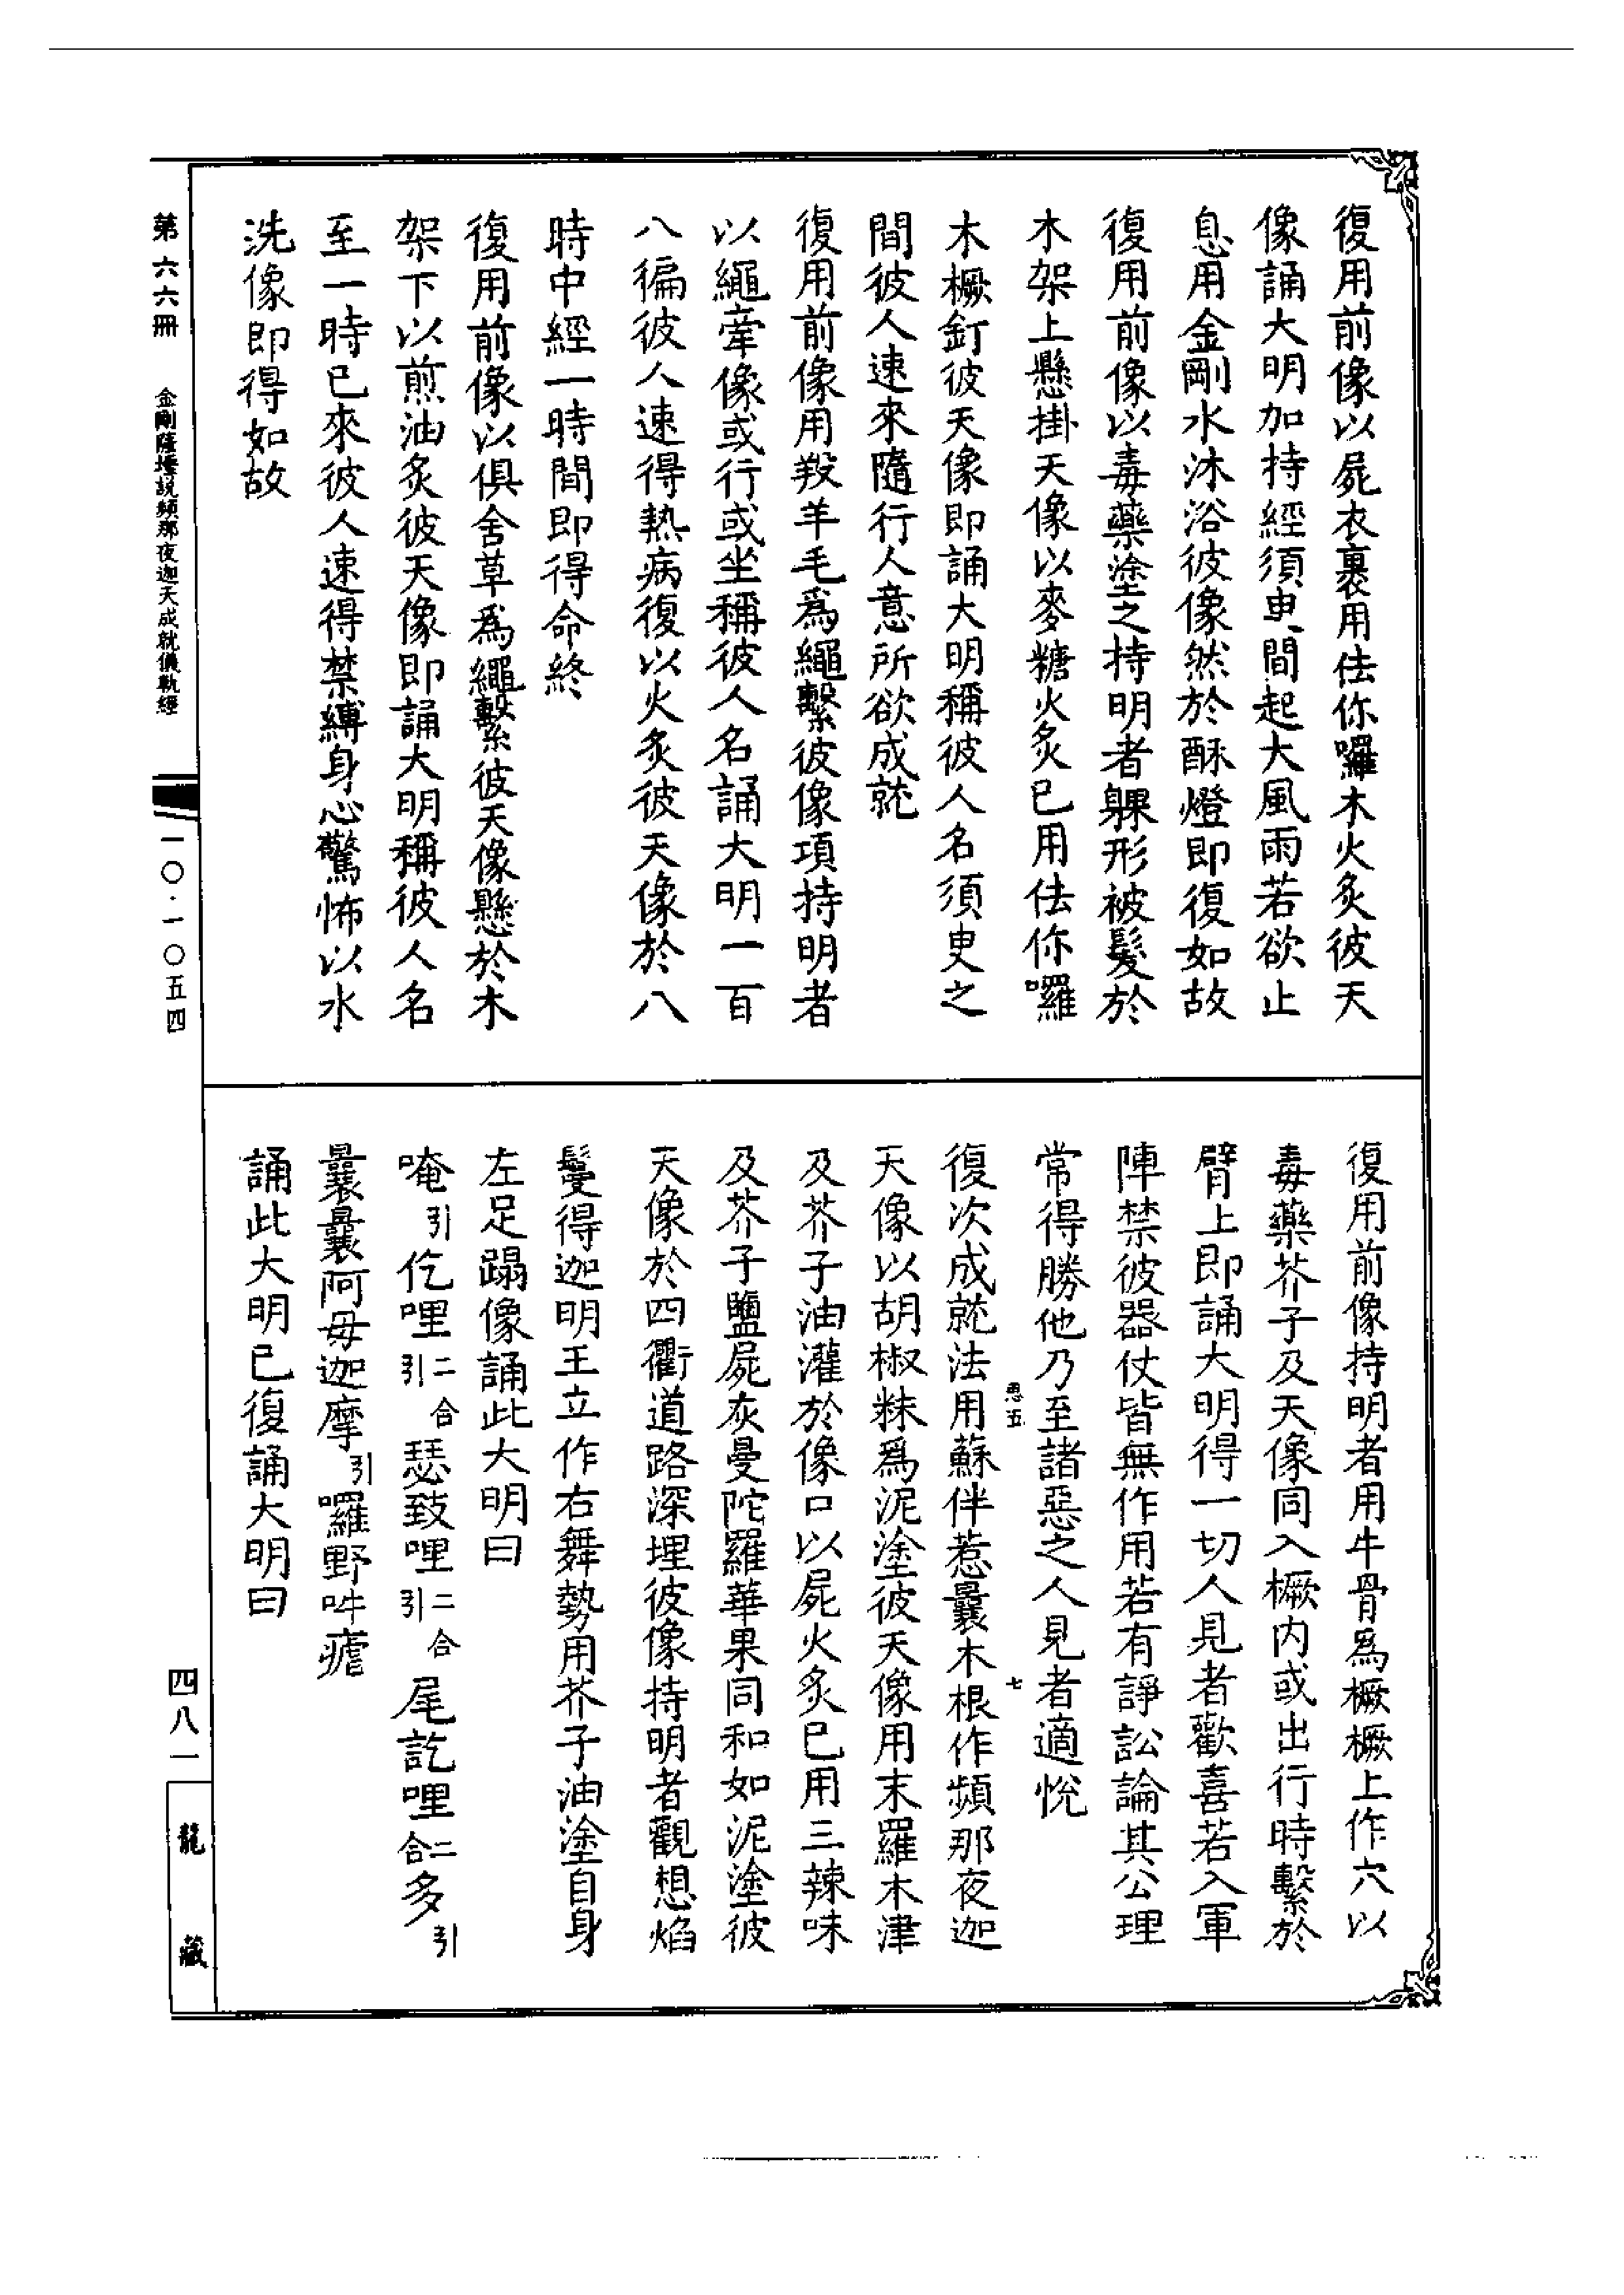 復用前像以屍衣裹用佉你囉木火炙彼天
像誦大明加持經須臾間起大風雨若欲止
息用金剛水沐浴彼像然於酥燈即復如故
復用前像以毒藥塗之持明者躶形被髮於
木架上懸掛天像以麥糖火炙已用佉你囉
木橛釘彼天像即誦大明稱彼人名須臾之
間彼人速來隨行人意所欲成就
復用前像用羖羊毛爲繩繫彼像項持明者
以繩牽像或行或坐稱彼人名誦大明一百
八徧彼人速得熱病復以火炙彼天像於八
時中經一時間即得命終
復用前像以俱舍草爲繩繫彼天像懸於木
架下以煎油炙彼天像即誦大明稱彼人名
至一時已來彼人速得禁縛身心驚怖以水
洗像即得如故
復用前像持明者用牛骨爲橛橛上作穴以
毒藥芥子及天像同入橛内或出行時繫於
臂上即誦大明得一切人見者歡喜若入軍
陣禁彼器仗皆無作用若有諍訟論其公理
常得勝他乃至諸惡之人見者適恱
思五 七
復次成就法用蘇伴惹曩木根作頻那夜迦
天像以胡椒粖爲泥塗彼天像用末羅木津
及芥子油灌於像口以屍火炙已用三辣味
及芥子鹽屍灰曼陀羅華果同和如泥塗彼
天像於四衢道路深埋彼像持明者觀想焰
鬘得迦明王立作右舞勢用芥子油塗自身
左足蹋像誦此大明曰
唵引仡哩二合引瑟致哩二合引尾訖哩二合多引
曩曩阿毋迦摩引囉野吽癊
誦此大明已復誦大明曰
第六六冊 金剛薩埵說頻那夜迦天成就儀軌經 一〇·一〇五四
四八一 龍藏